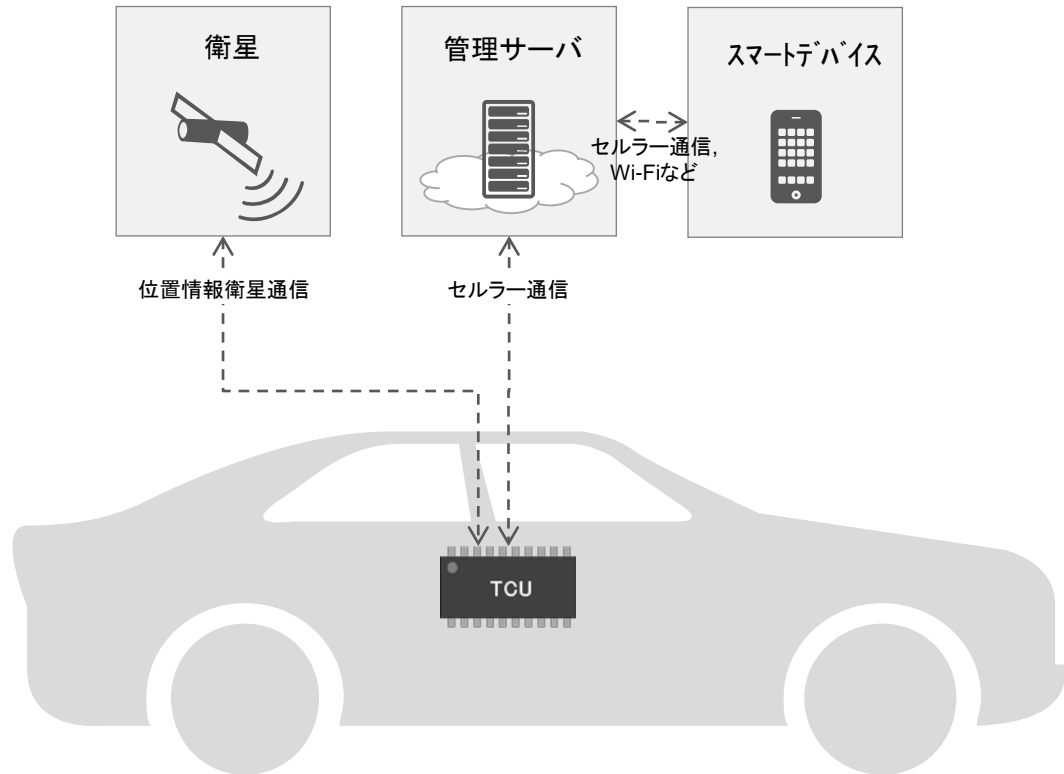 衛星
管理サーバ
スマートデバイス
セルラー通信,
Wi-Fiなど
位置情報衛星通信
セルラー通信
TCU